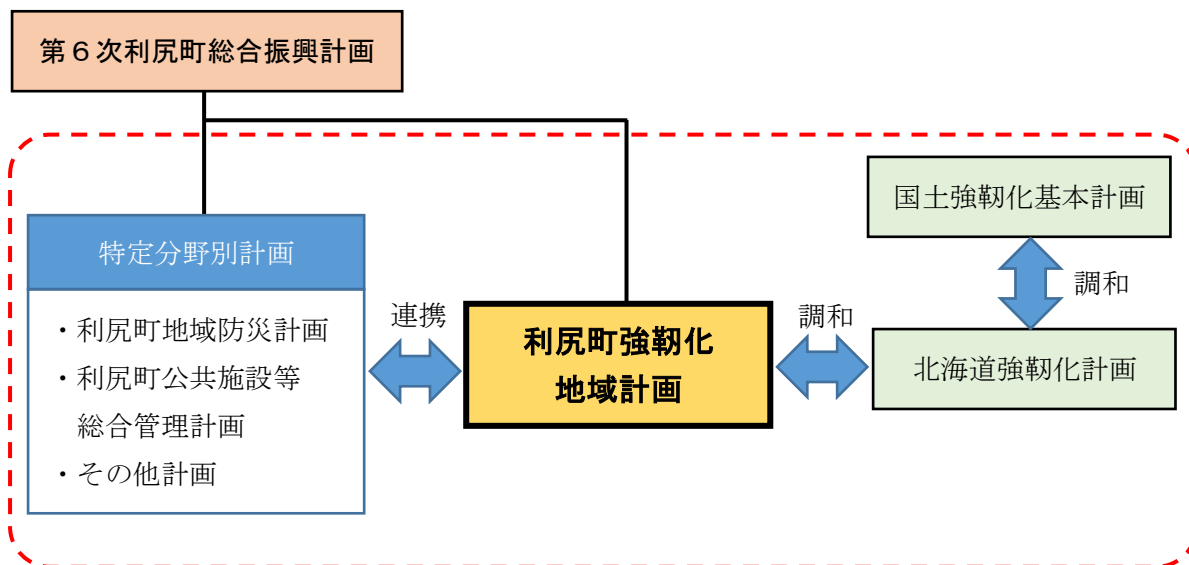 第６次利尻町総合振興計画
特定分野別計画
・利尻町地域防災計画
・利尻町公共施設等
総合管理計画
・その他計画
連携
利尻町強靭化
地域計画
調和
国土強靭化基本計画
調和
北海道強靭化計画